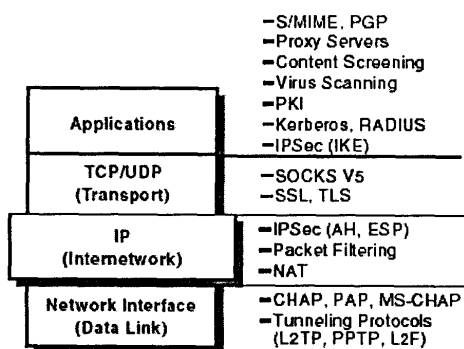 -S/MIME, PGP
-Proxy Servers
-Content Screening
-Virus Scanning
-PKI
-Kerberos, RADIUS
-IPSec (IKE)
Applications
TCP/UDP
(Transport)
-SOCKS V5
-SSL, TLS
IP
(Internetwork)
-IPSec (AH, ESP)
-Packet Filtering
-NAT
Network Interface
(Data Link)
-CHAP, PAP, MS-CHAP
-Tunneling Protocols
(L2TP, PPTP, L2F)